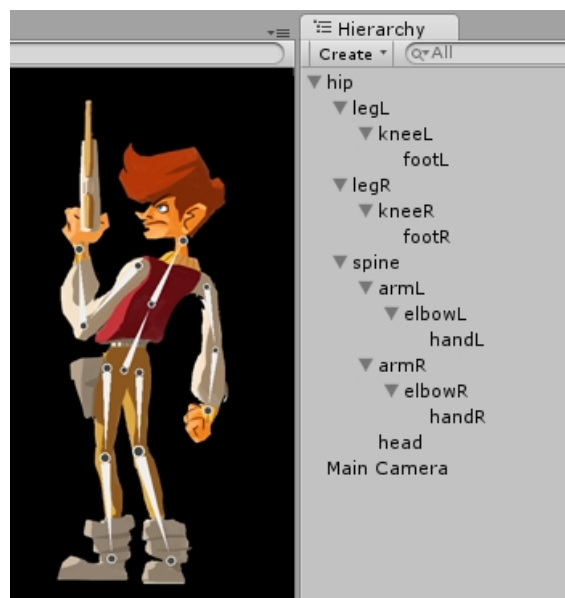 Hierarchy
Create All
hip
legL
kneeL
footL
legR
kneeR
footR
spine
armL
elbowL
handL
armR
elbowR
handR
head
Main Camera